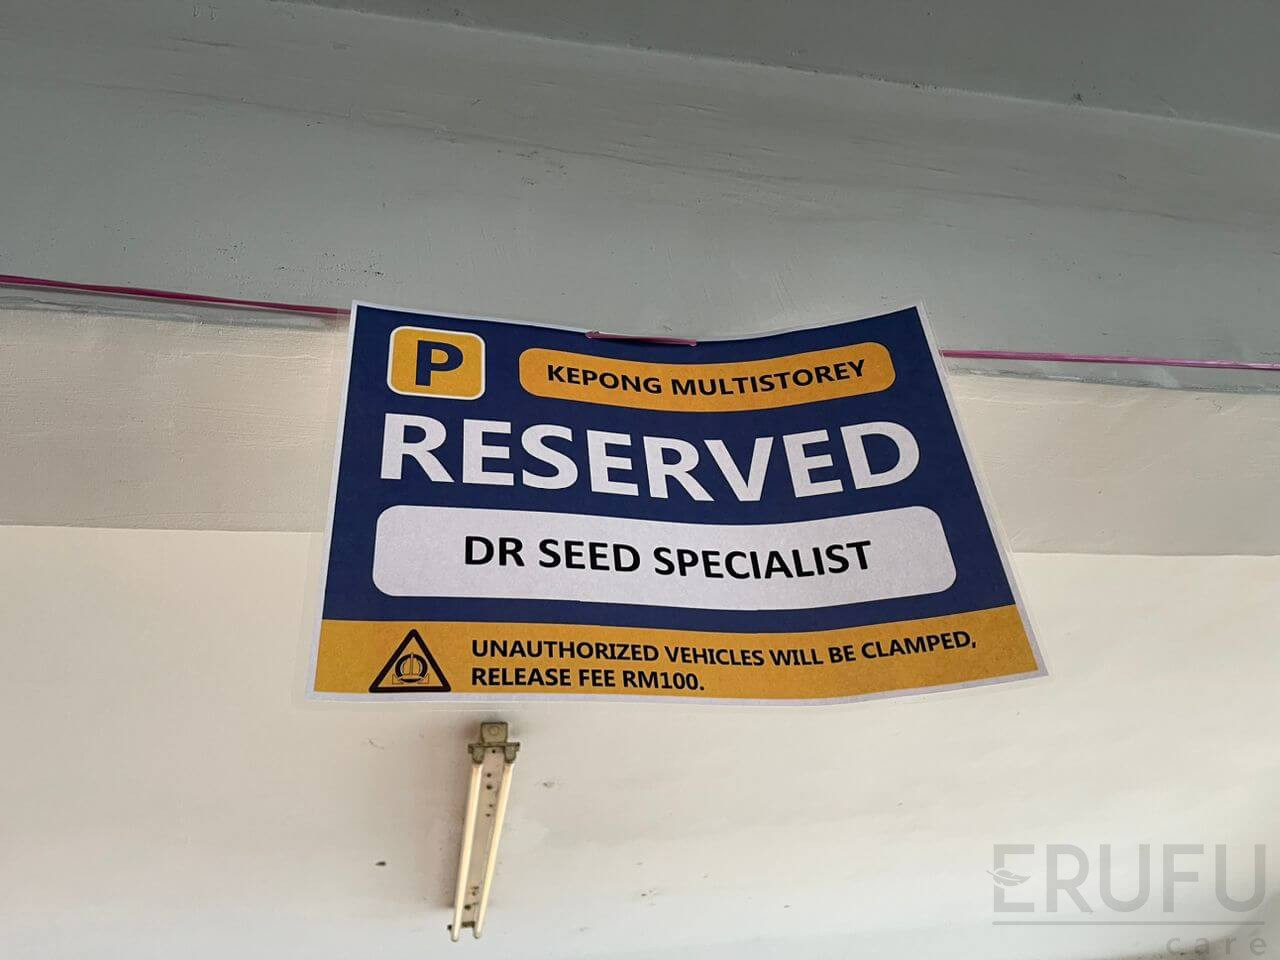 P
KEPONG MULTISTOREY
RESERVED
DR SEED SPECIALIST
UNAUTHORIZED VEHICLES WILL BE CLAMPED,
RELEASE FEE RM100.
ERUFU
care